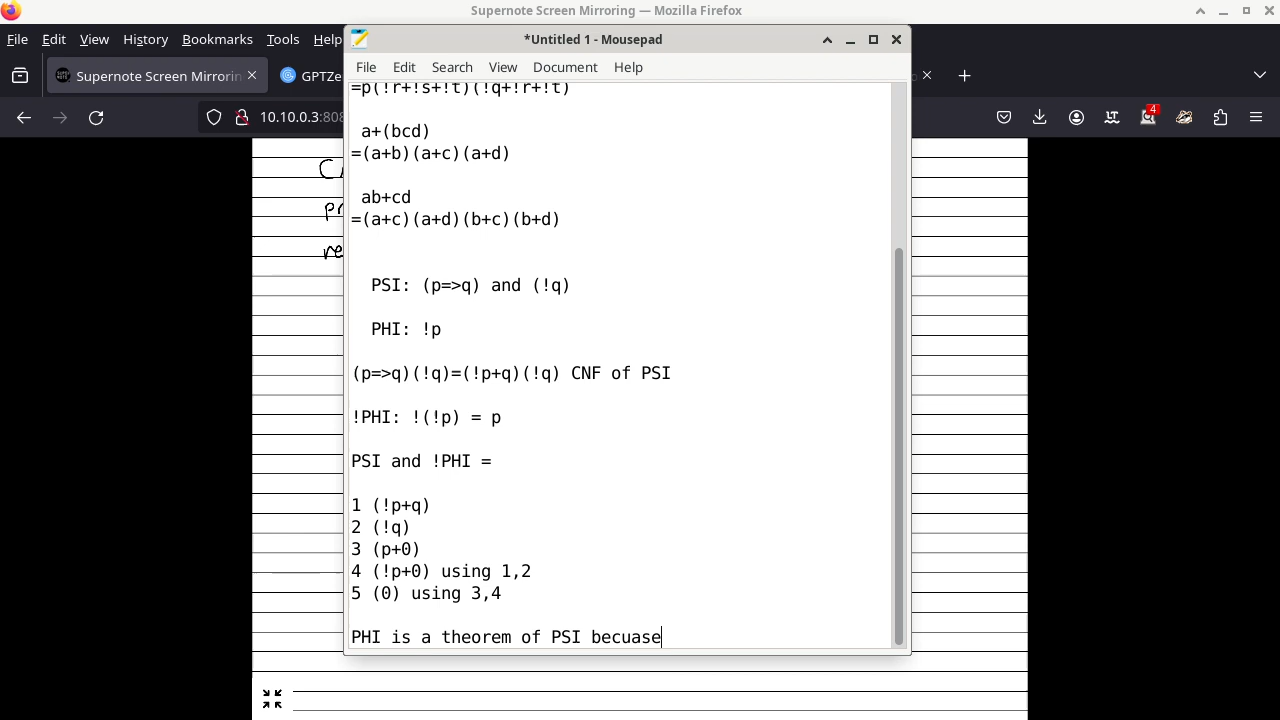 Supernote Screen Mirroring — Mozilla Firefox
File Edit View History Bookmarks Tools Help
*Untitled 1 - Mousepad
Supernote Screen Mirrorin
GPTZe
File Edit Search View Document Help
10.10.0.3:808
4
=p(!r+!s+!t)(!q+!r+!t)
a+(bcd)
=(a+b)(a+c)(a+d)
ab+cd
=(a+c)(a+d)(b+c)(b+d)
PSI: (p=>q) and (!q)
PHI: !p
(p=>q)(!q)=(!p+q)(!q) CNF of PSI
!PHI: !(!p) = p
PSI and !PHI =
1 (!p+q)
2 (!q)
3 (p+0)
4 (!p+0) using 1,2
5 (0) using 3,4
PHI is a theorem of PSI becuase